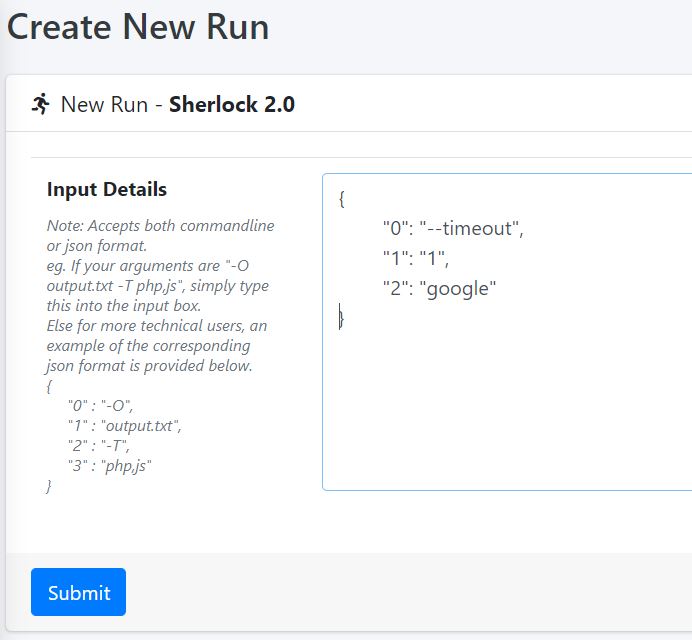 Create New Run
New Run - Sherlock 2.0
Input Details
Note: Accepts both commandline
or json format.
eg. If your arguments are "-O
output.txt -T php,js", simply type
this into the input box.
Else for more technical users, an
example of the corresponding
json format is provided below.
{
"0" : "-O",
"1" : "output.txt",
"2" : "-T",
"3" : "php,js"
}
{
"0": "--timeout",
"1": "1",
"2": "google"
}
Submit